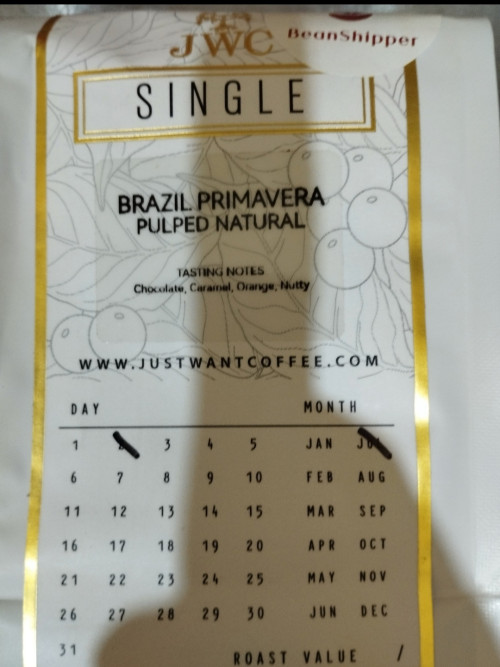 JWC BeanShipper
SINGLE
BRAZIL PRIMAVERA
PULPED NATURAL
TASTING NOTES
Chocolate, Caramel, Orange, Nutty
WWW.JUSTWANTCOFFEE.COM
DAY MONTH
1 2 3 4 5 JAN JUL
6 7 8 9 10 FEB AUG
11 12 13 14 15 MAR SEP
16 17 18 19 20 APR OCT
21 22 23 24 25 MAY NOV
26 27 28 29 30 JUN DEC
31
ROAST VALUE /